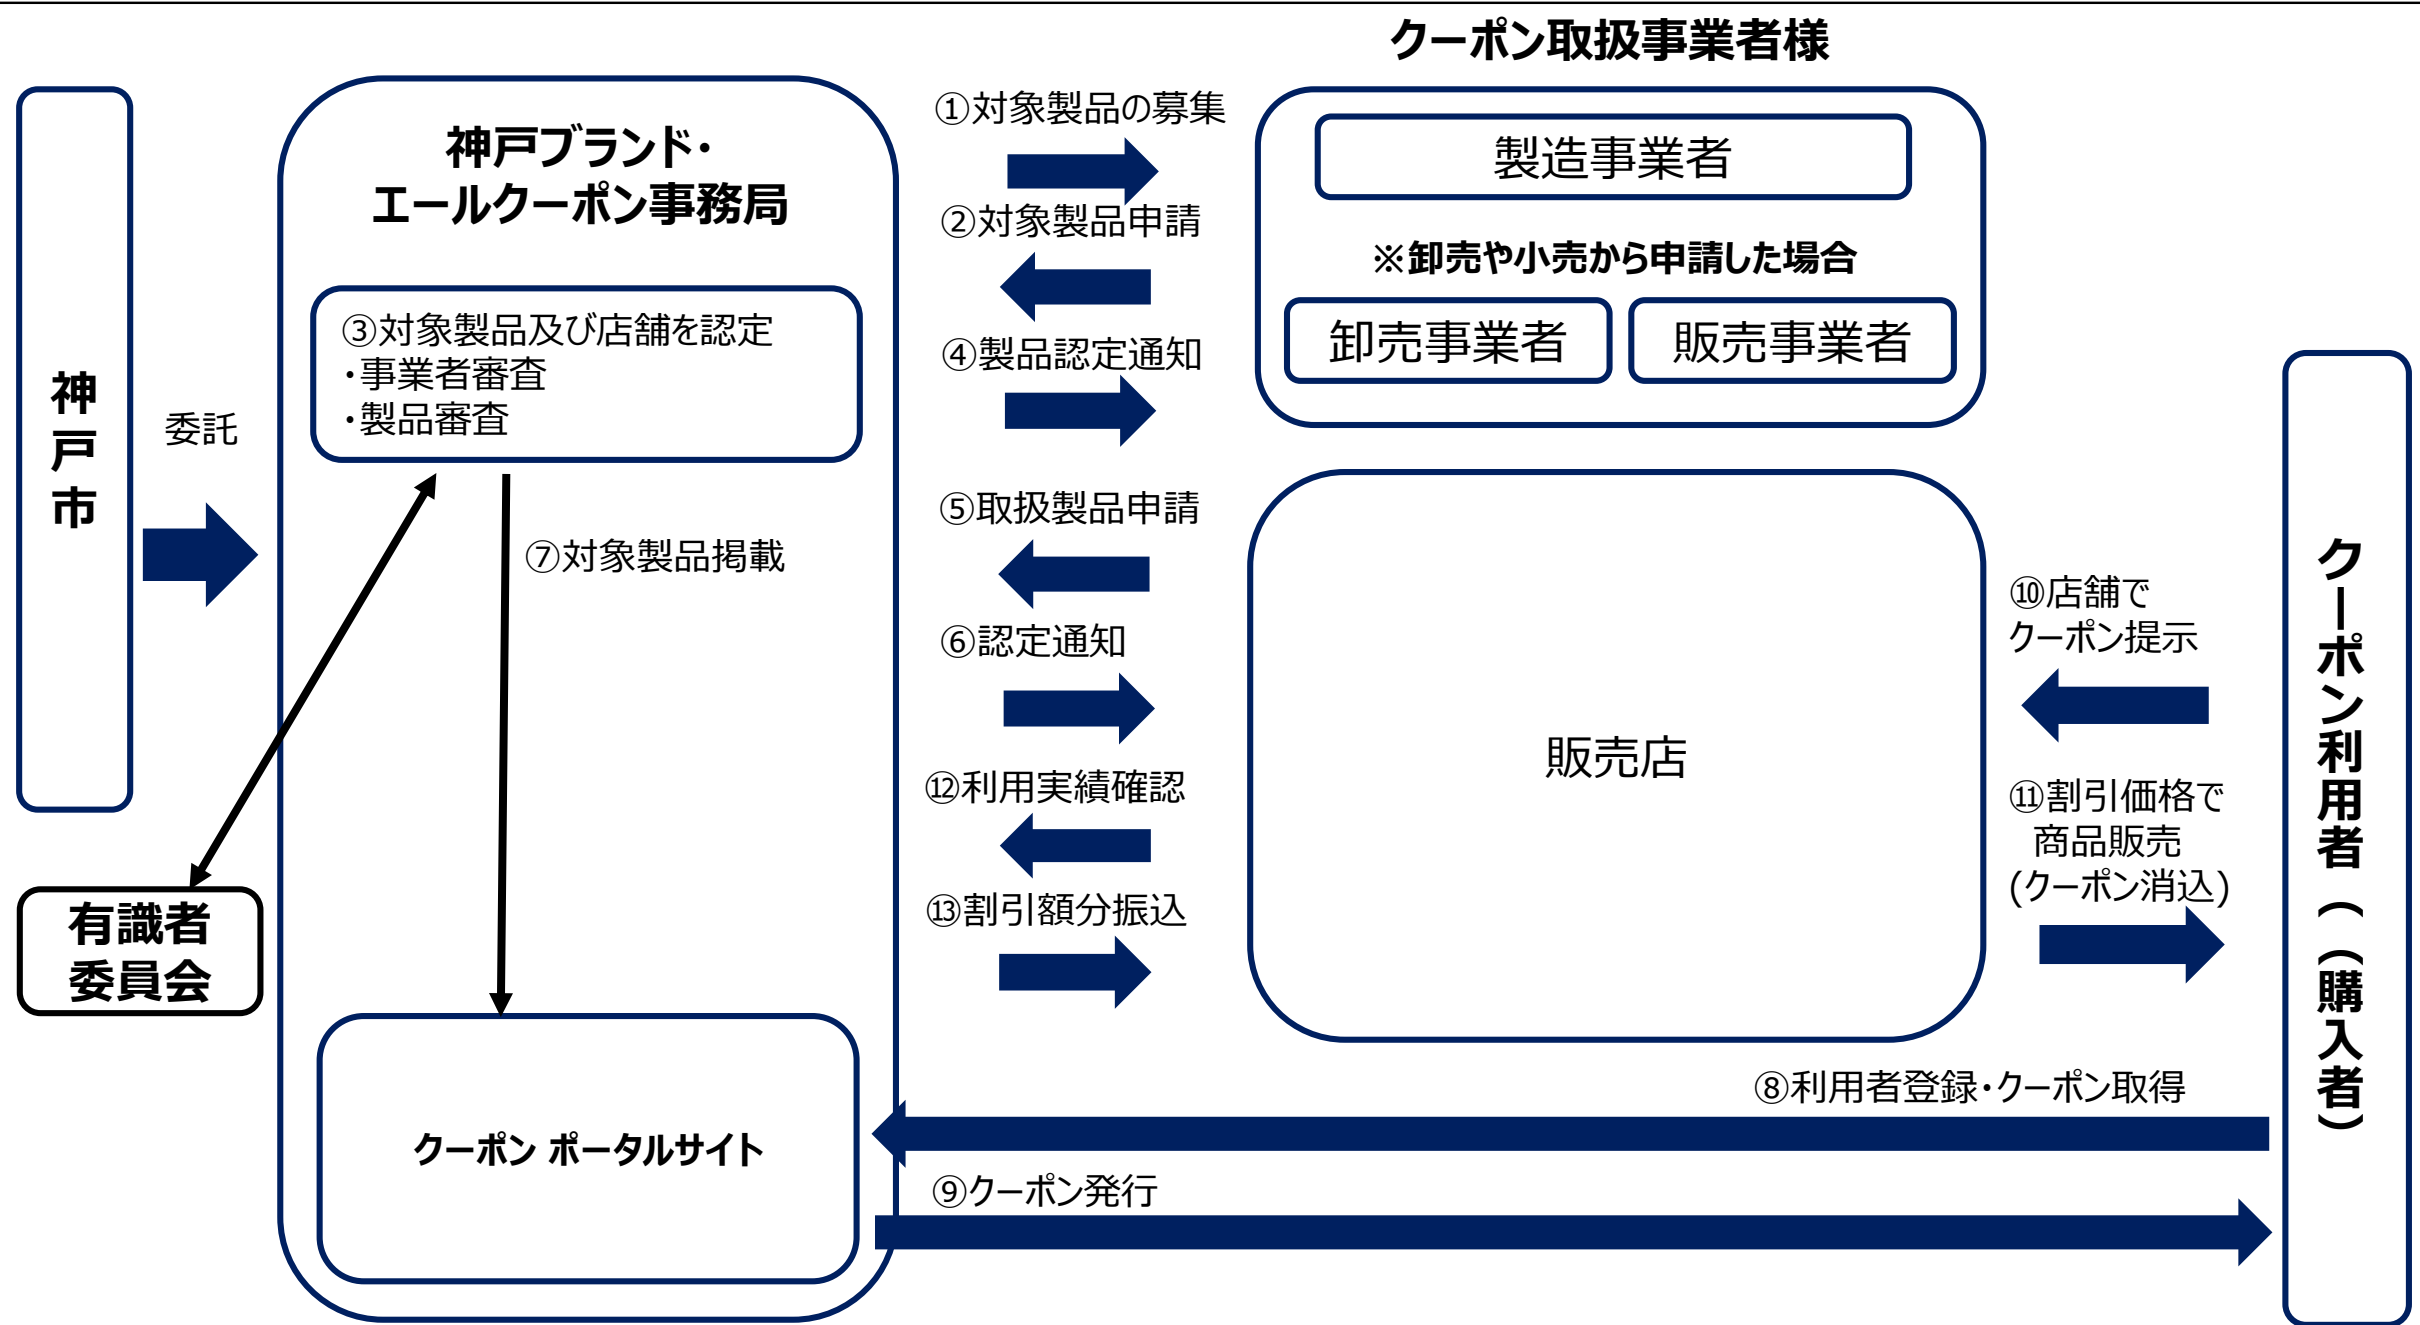 クーポン取扱事業者様
神戸市
委託
有識者
委員会
神戸ブランド・
エールクーポン事務局
③対象製品及び店舗を認定
・事業者審査
・製品審査
⑦対象製品掲載
クーポン ポータルサイト
①対象製品の募集
②対象製品申請
④製品認定通知
⑤取扱製品申請
⑥認定通知
⑫利用実績確認
⑬割引額分振込
製造事業者
※卸売や小売から申請した場合
卸売事業者
販売事業者
販売店
⑩店舗で
クーポン提示
⑪割引価格で
商品販売
(クーポン消込)
⑧利用者登録・クーポン取得
⑨クーポン発行
クーポン利用者（（購入者）